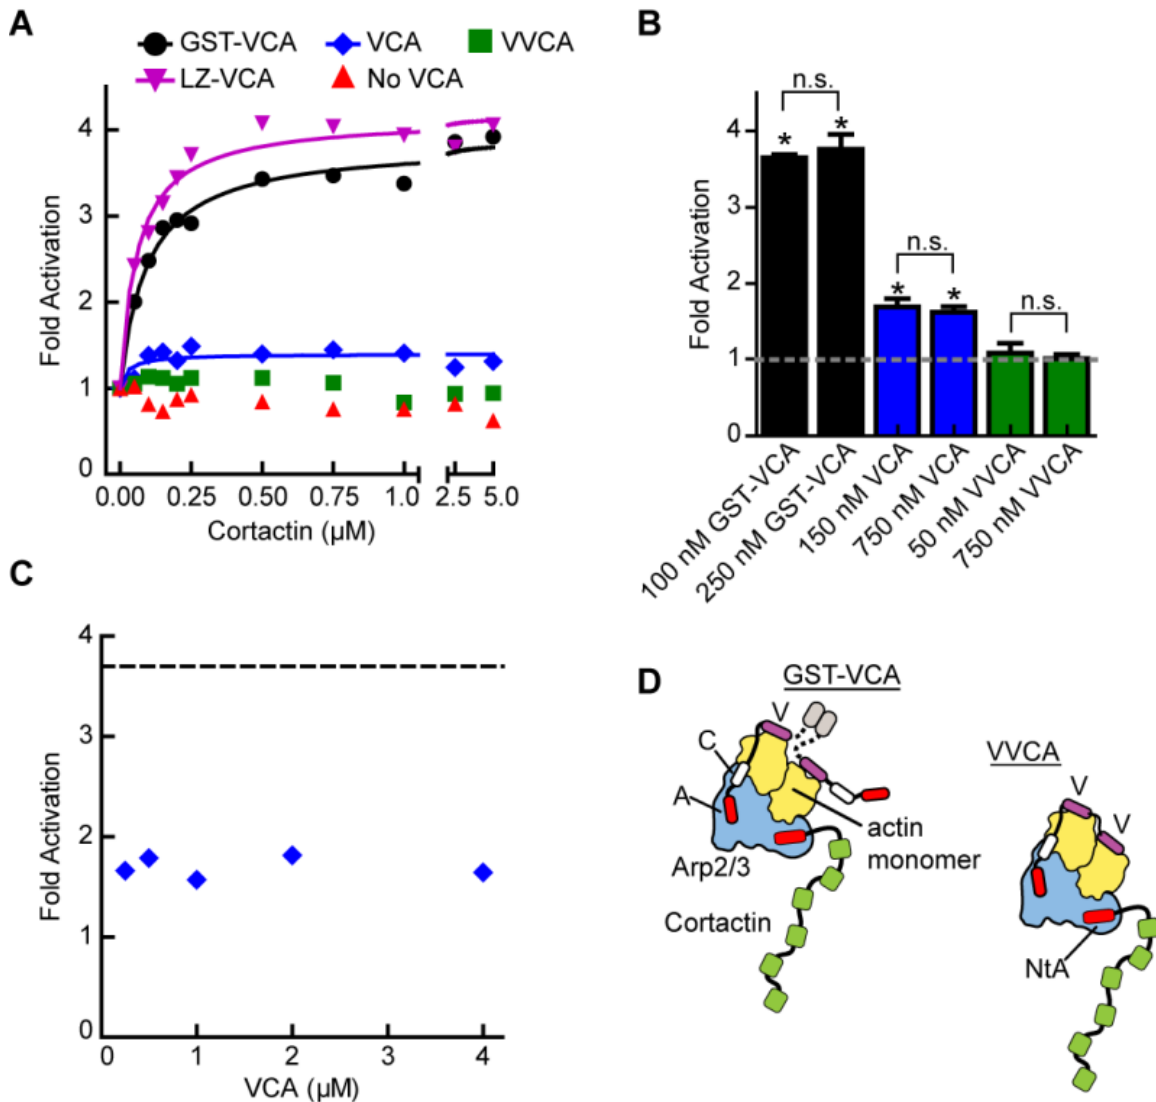 A
GST-VCA VCA VVCA
LZ-VCA No VCA
Fold Activation
4
3
2
1
0
0.00 0.25 0.50 0.75 1.0 2.5 5.0
Cortactin (µM)
B
n.s.
* *
n.s.
* *
n.s.
Fold Activation
4
3
2
1
0
100 nM GST-VCA
250 nM GST-VCA
150 nM VCA
750 nM VCA
50 nM VVCA
750 nM VVCA
C
Fold Activation
4
3
2
1
0
0 1 2 3 4
VCA (µM)
D
GST-VCA
V
C
A
actin
monomer
Arp2/3
Cortactin
VVCA
V
V
NtA